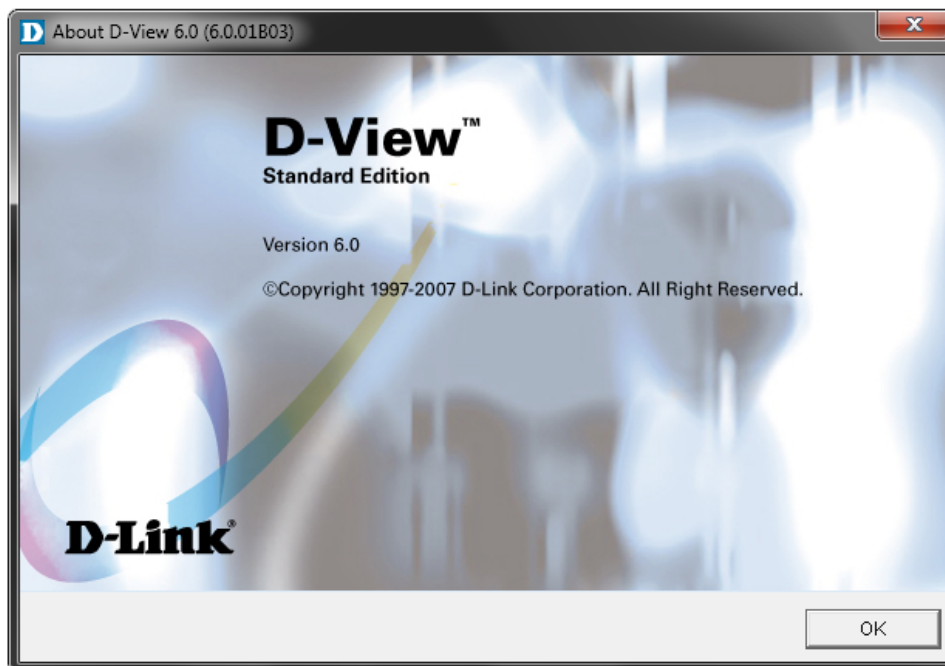 About D-View 6.0 (6.0.01B03)
D-View™
Standard Edition
Version 6.0
©Copyright 1997-2007 D-Link Corporation. All Right Reserved.
D-Link®
OK